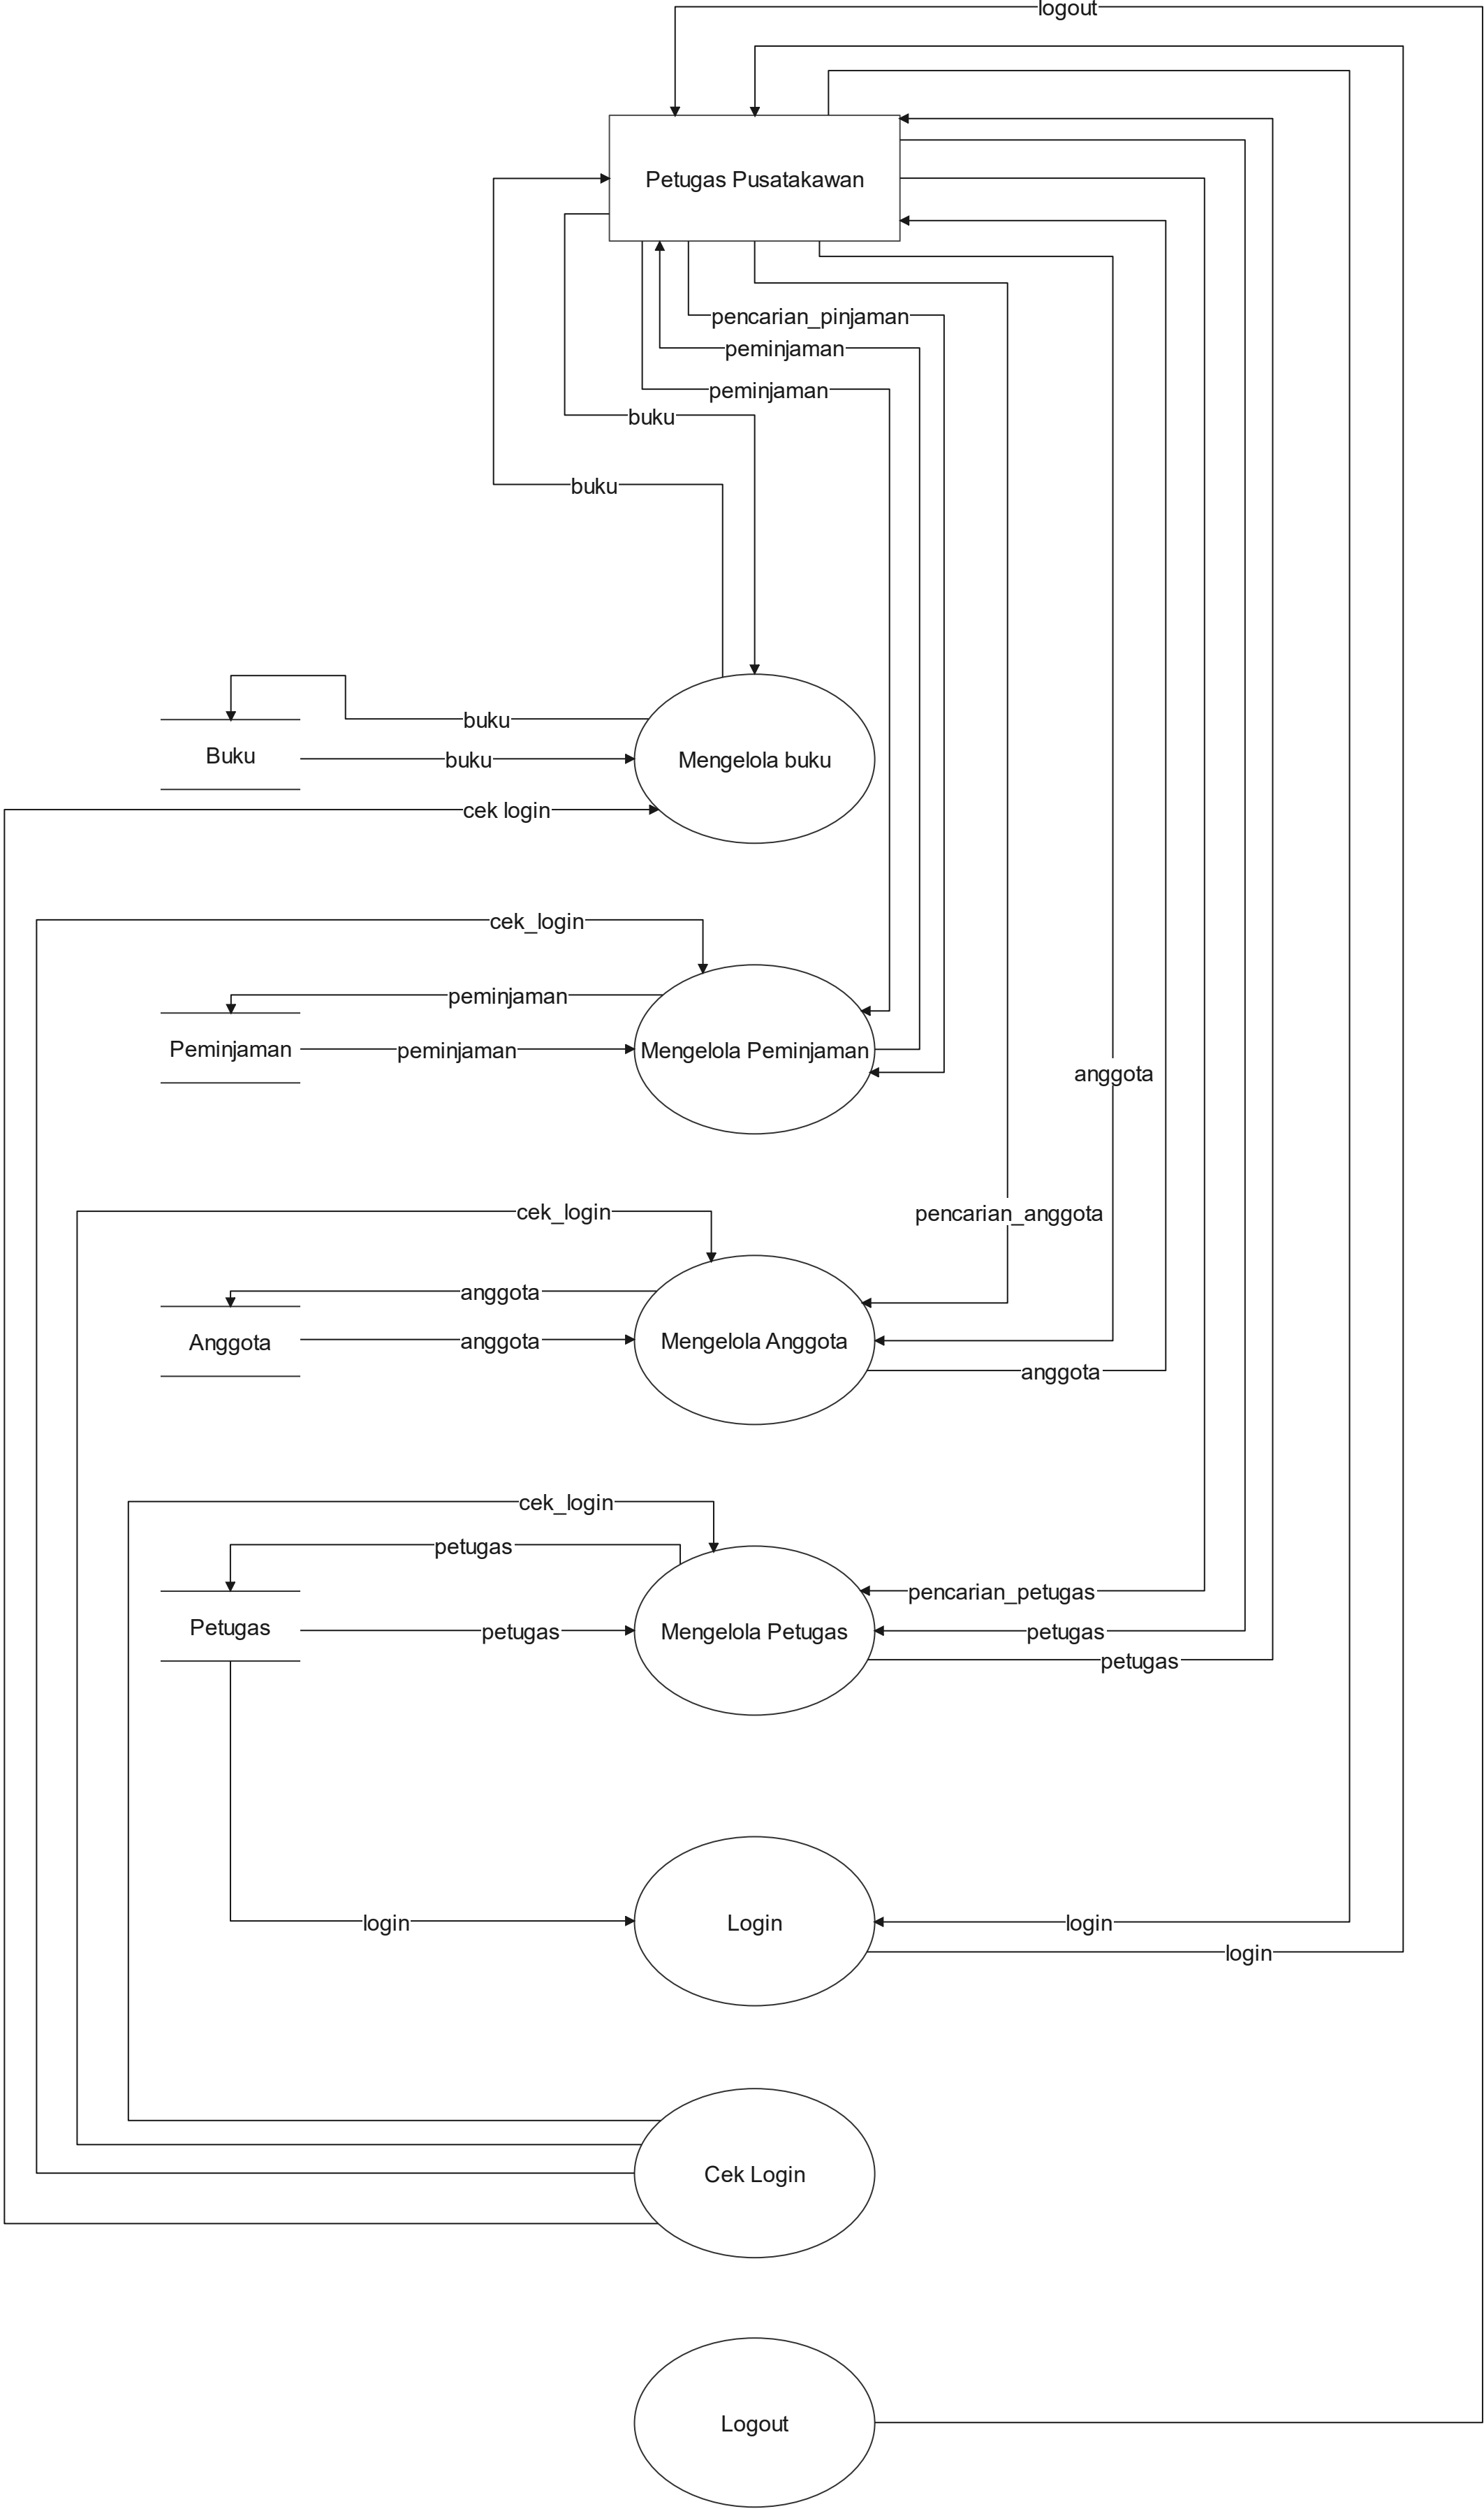 logout
Petugas Pusatakawan
pencarian_pinjaman
peminjaman
peminjaman
buku
buku
buku
Buku
buku
Mengelola buku
cek login
cek_login
peminjaman
Peminjaman
peminjaman
Mengelola Peminjaman
anggota
cek_login
pencarian_anggota
anggota
Anggota
anggota
Mengelola Anggota
anggota
cek_login
petugas
pencarian_petugas
Petugas
petugas
Mengelola Petugas
petugas
petugas
login
Login
login
login
Cek Login
Logout